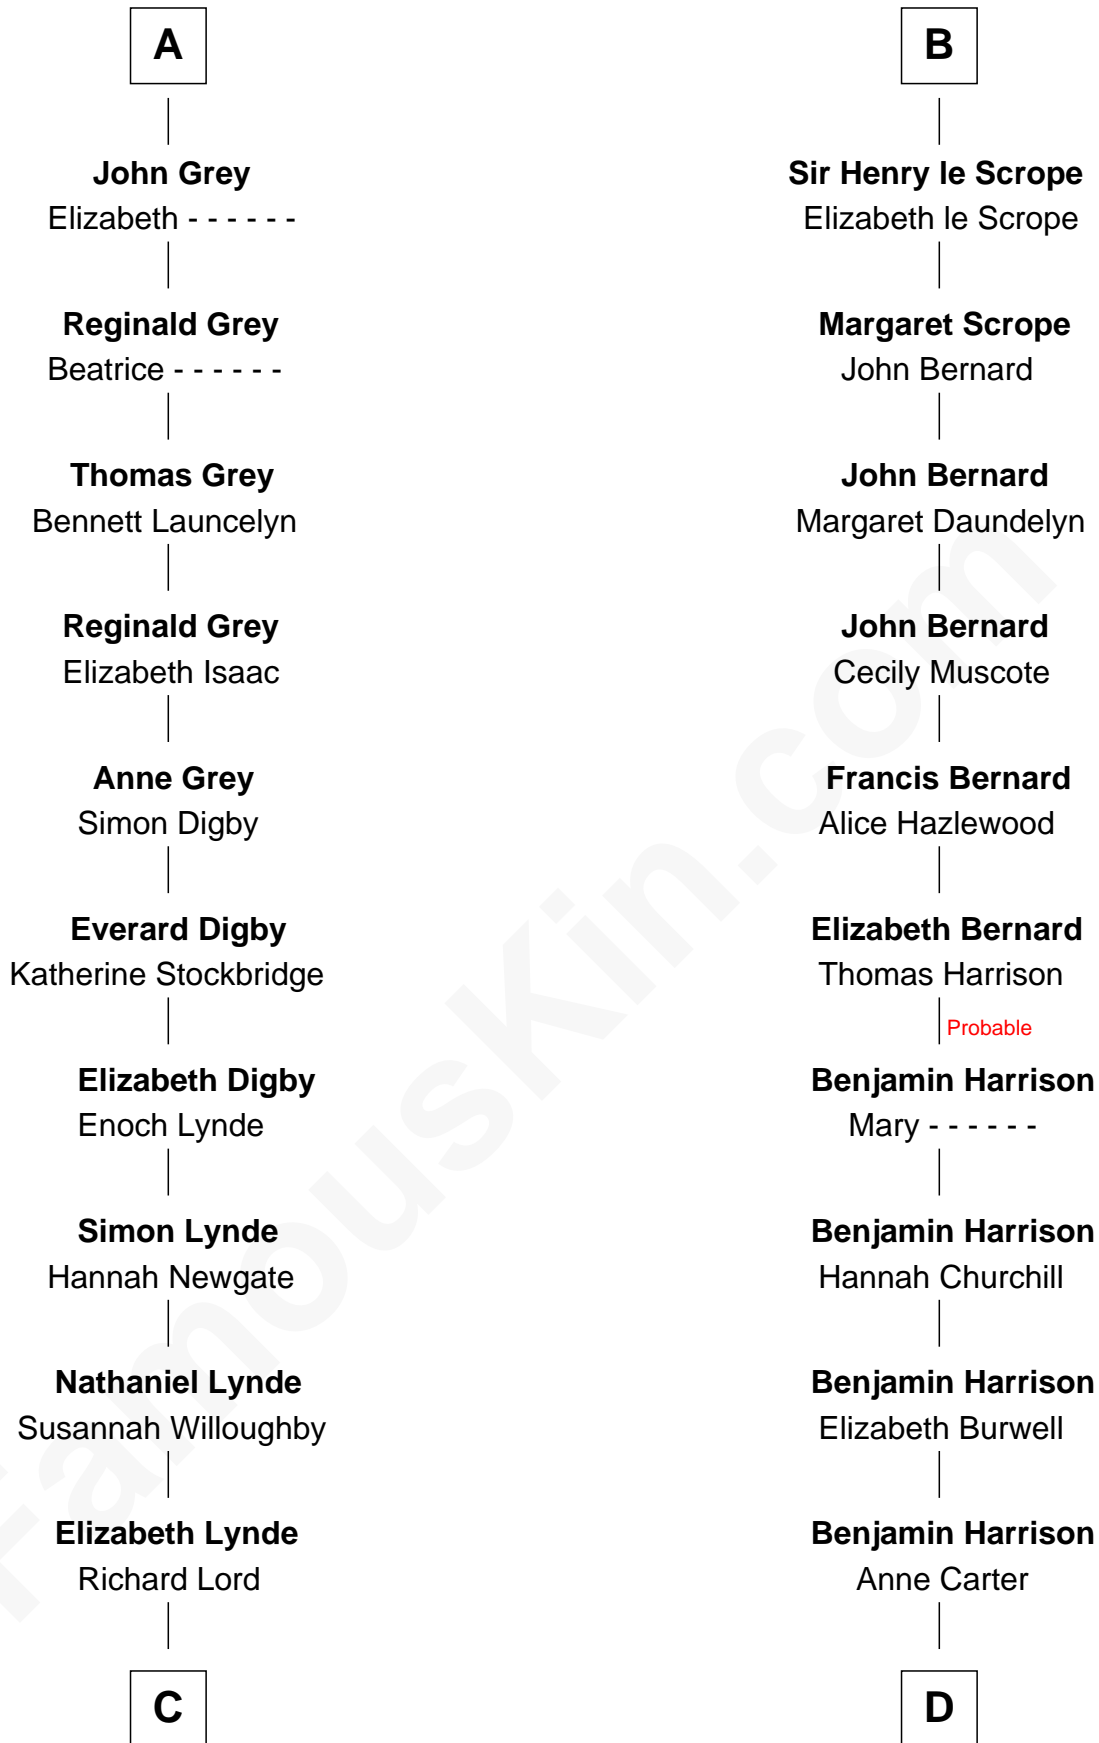 A
John Grey
Elizabeth - - - - - -
Reginald Grey
Beatrice - - - - - -
Thomas Grey
Bennett Launcelyn
Reginald Grey
Elizabeth Isaac
Anne Grey
Simon Digby
Everard Digby
Katherine Stockbridge
Elizabeth Digby
Enoch Lynde
Simon Lynde
Hannah Newgate
Nathaniel Lynde
Susannah Willoughby
Elizabeth Lynde
Richard Lord
C
B
Sir Henry le Scrope
Elizabeth le Scrope
Margaret Scrope
John Bernard
John Bernard
Margaret Daundelyn
John Bernard
Cecily Muscote
Francis Bernard
Alice Hazlewood
Elizabeth Bernard
Thomas Harrison
Probable
Benjamin Harrison
Mary - - - - - -
Benjamin Harrison
Hannah Churchill
Benjamin Harrison
Elizabeth Burwell
Benjamin Harrison
Anne Carter
D
FamousKin.com